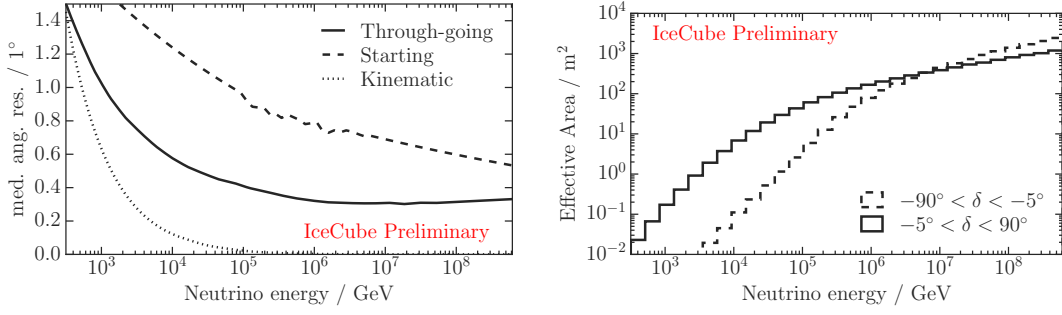 med. ang. res. / 1°
1.4
1.2
1.0
0.8
0.6
0.4
0.2
0.0
Through-going
Starting
Kinematic
IceCube Preliminary
10³ 10⁴ 10⁵ 10⁶ 10⁷ 10⁸
Neutrino energy / GeV
Effective Area / m²
10⁴
10³
10²
10¹
10⁰
10⁻¹
10⁻²
IceCube Preliminary
−90° < δ < −5°
−5° < δ < 90°
10³ 10⁴ 10⁵ 10⁶ 10⁷ 10⁸
Neutrino energy / GeV